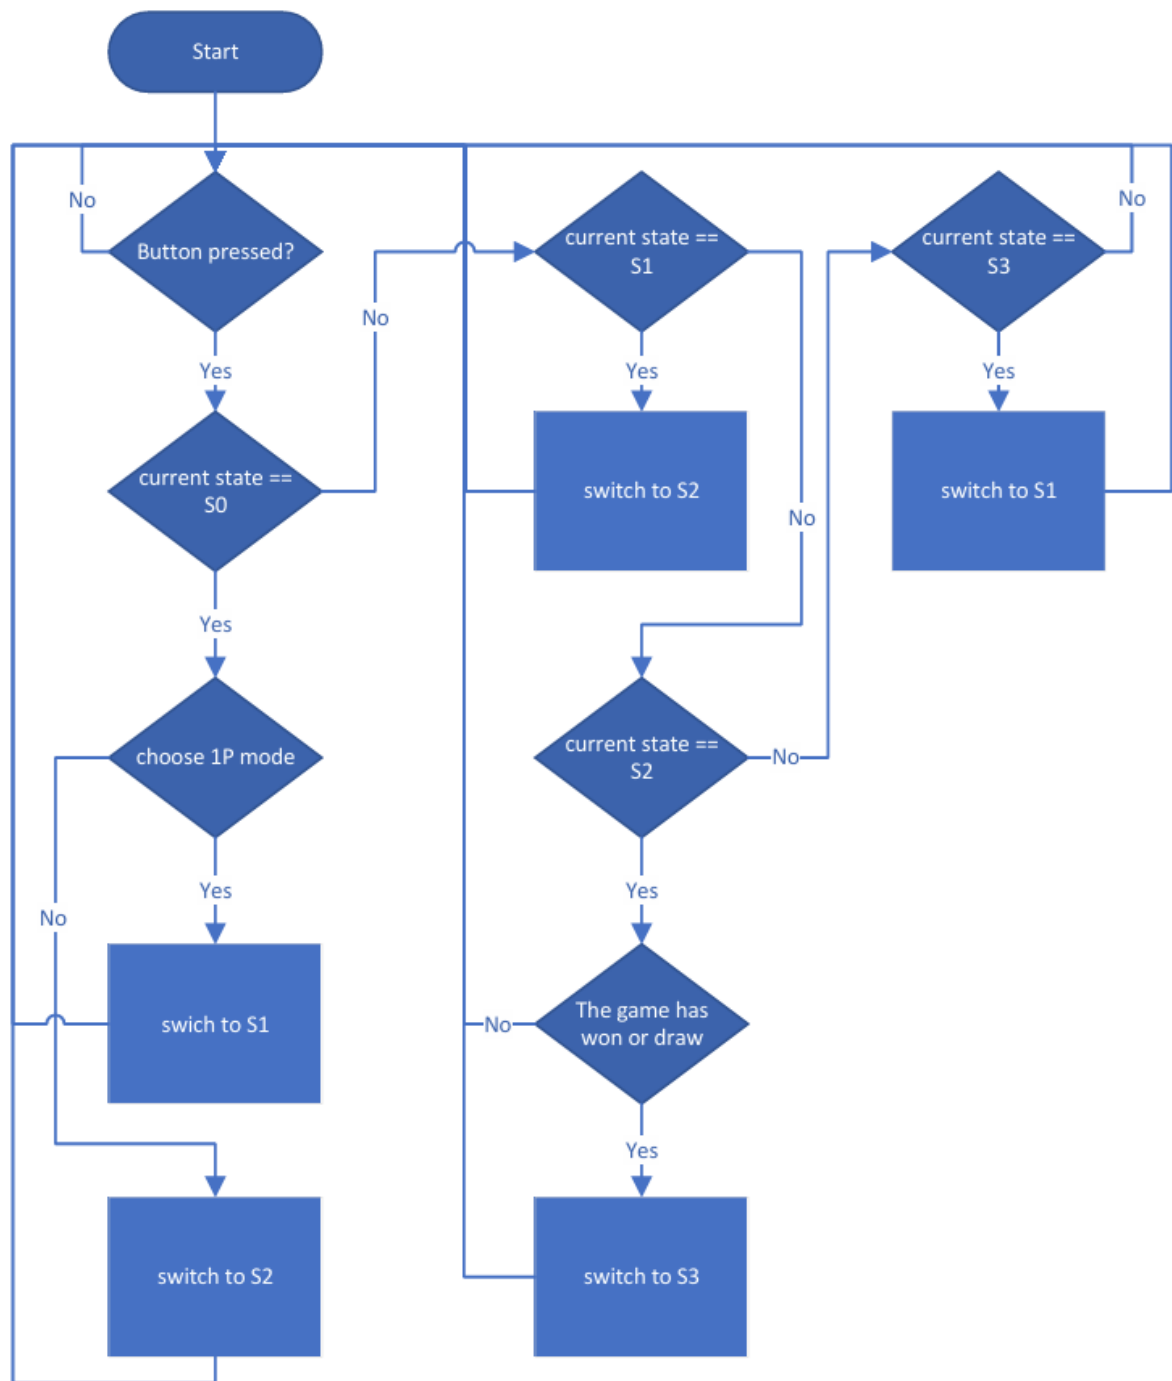 Start
No
Button pressed?
Yes
current state ==
S0
No
Yes
choose 1P mode
No
Yes
swich to S1
switch to S2
current state ==
S1
Yes
switch to S2
No
current state ==
S2
No
Yes
The game has
won or draw
No
Yes
switch to S3
current state ==
S3
No
Yes
switch to S1